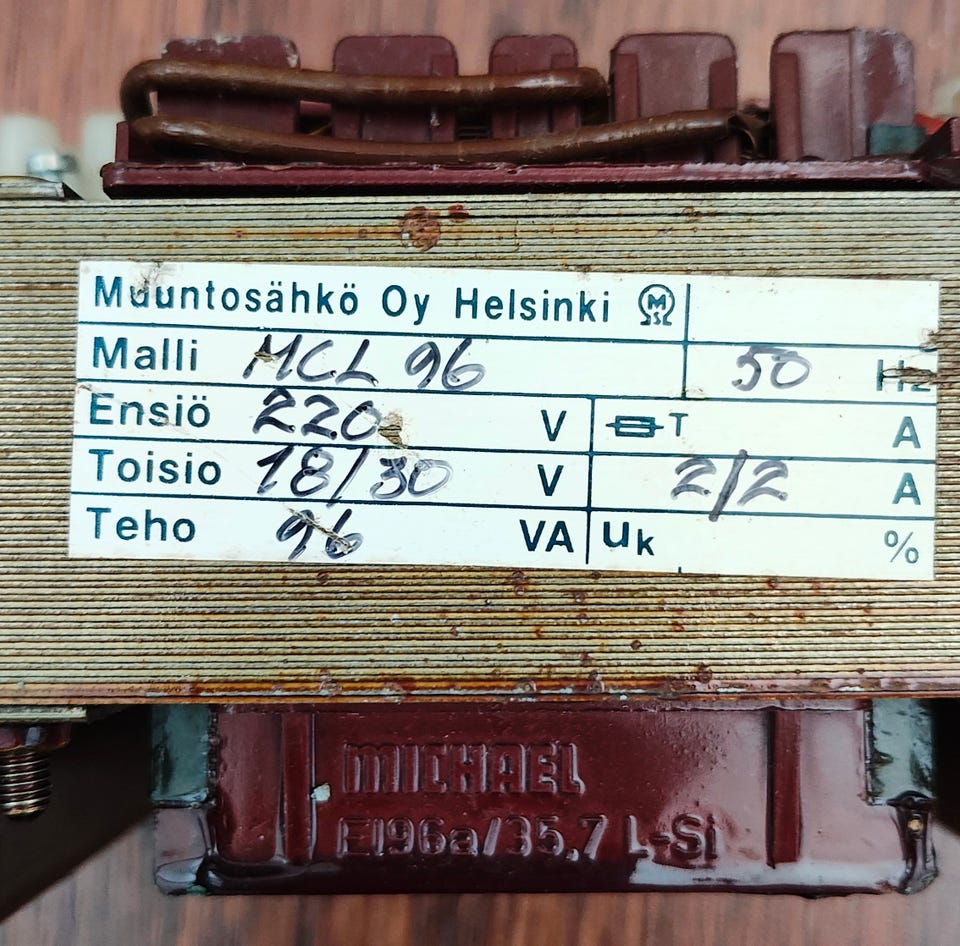 Muuntosähkö Oy Helsinki
Malli MCL 96 50 Hz
Ensiö 220 V T A
Toisio 18/30 V 2/2 A
Teho 96 VA uk %
MICHAEL
EI96a/35,7 L-Si